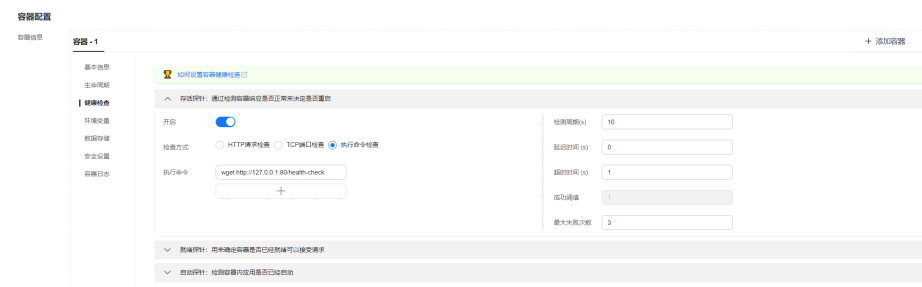 容器配置
容器信息
容器 - 1
+ 添加容器
基本信息
生命周期
健康检查
环境变量
数据存储
安全设置
容器日志
如何设置容器健康检查
存活探针：通过检测容器响应是否正常来决定是否重启
开启
检查方式
HTTP请求检查
TCP端口检查
执行命令检查
执行命令
wget http://127.0.0.1:80/health-check
+
检测周期(s)
10
延迟时间 (s)
0
超时时间 (s)
1
成功阈值
1
最大失败次数
3
就绪探针：用来确定容器是否已经就绪可以接受请求
启动探针：检测容器内应用是否已经启动